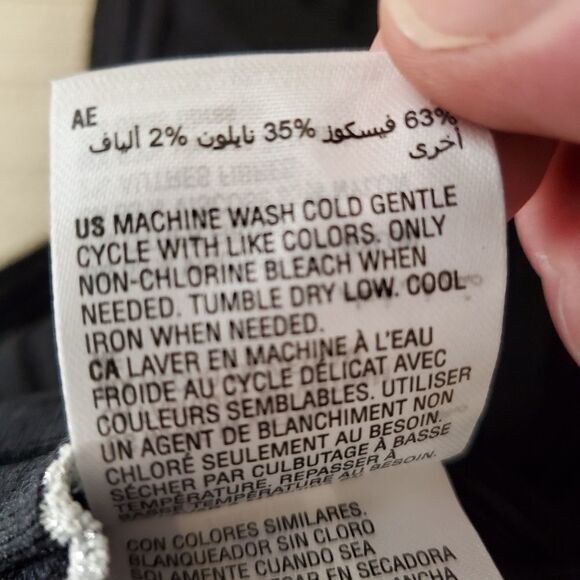 AE
63% فيسكوز 35% نايلون 2% ألياف
أخرى
US MACHINE WASH COLD GENTLE
CYCLE WITH LIKE COLORS. ONLY
NON-CHLORINE BLEACH WHEN
NEEDED. TUMBLE DRY LOW. COOL
IRON WHEN NEEDED.
CA LAVER EN MACHINE À L'EAU
FROIDE AU CYCLE DÉLICAT AVEC
COULEURS SEMBLABLES. UTILISER
UN AGENT DE BLANCHIMENT NON
CHLORÉ SEULEMENT AU BESOIN.
SÉCHER PAR CULBUTAGE À BASSE
TEMPÉRATURE, REPASSER À
BASSE TEMPÉRATURE AU BESOIN.
CON COLORES SIMILARES.
BLANQUEADOR SIN CLORO
SOLAMENTE CUANDO SEA
EN SECADORA